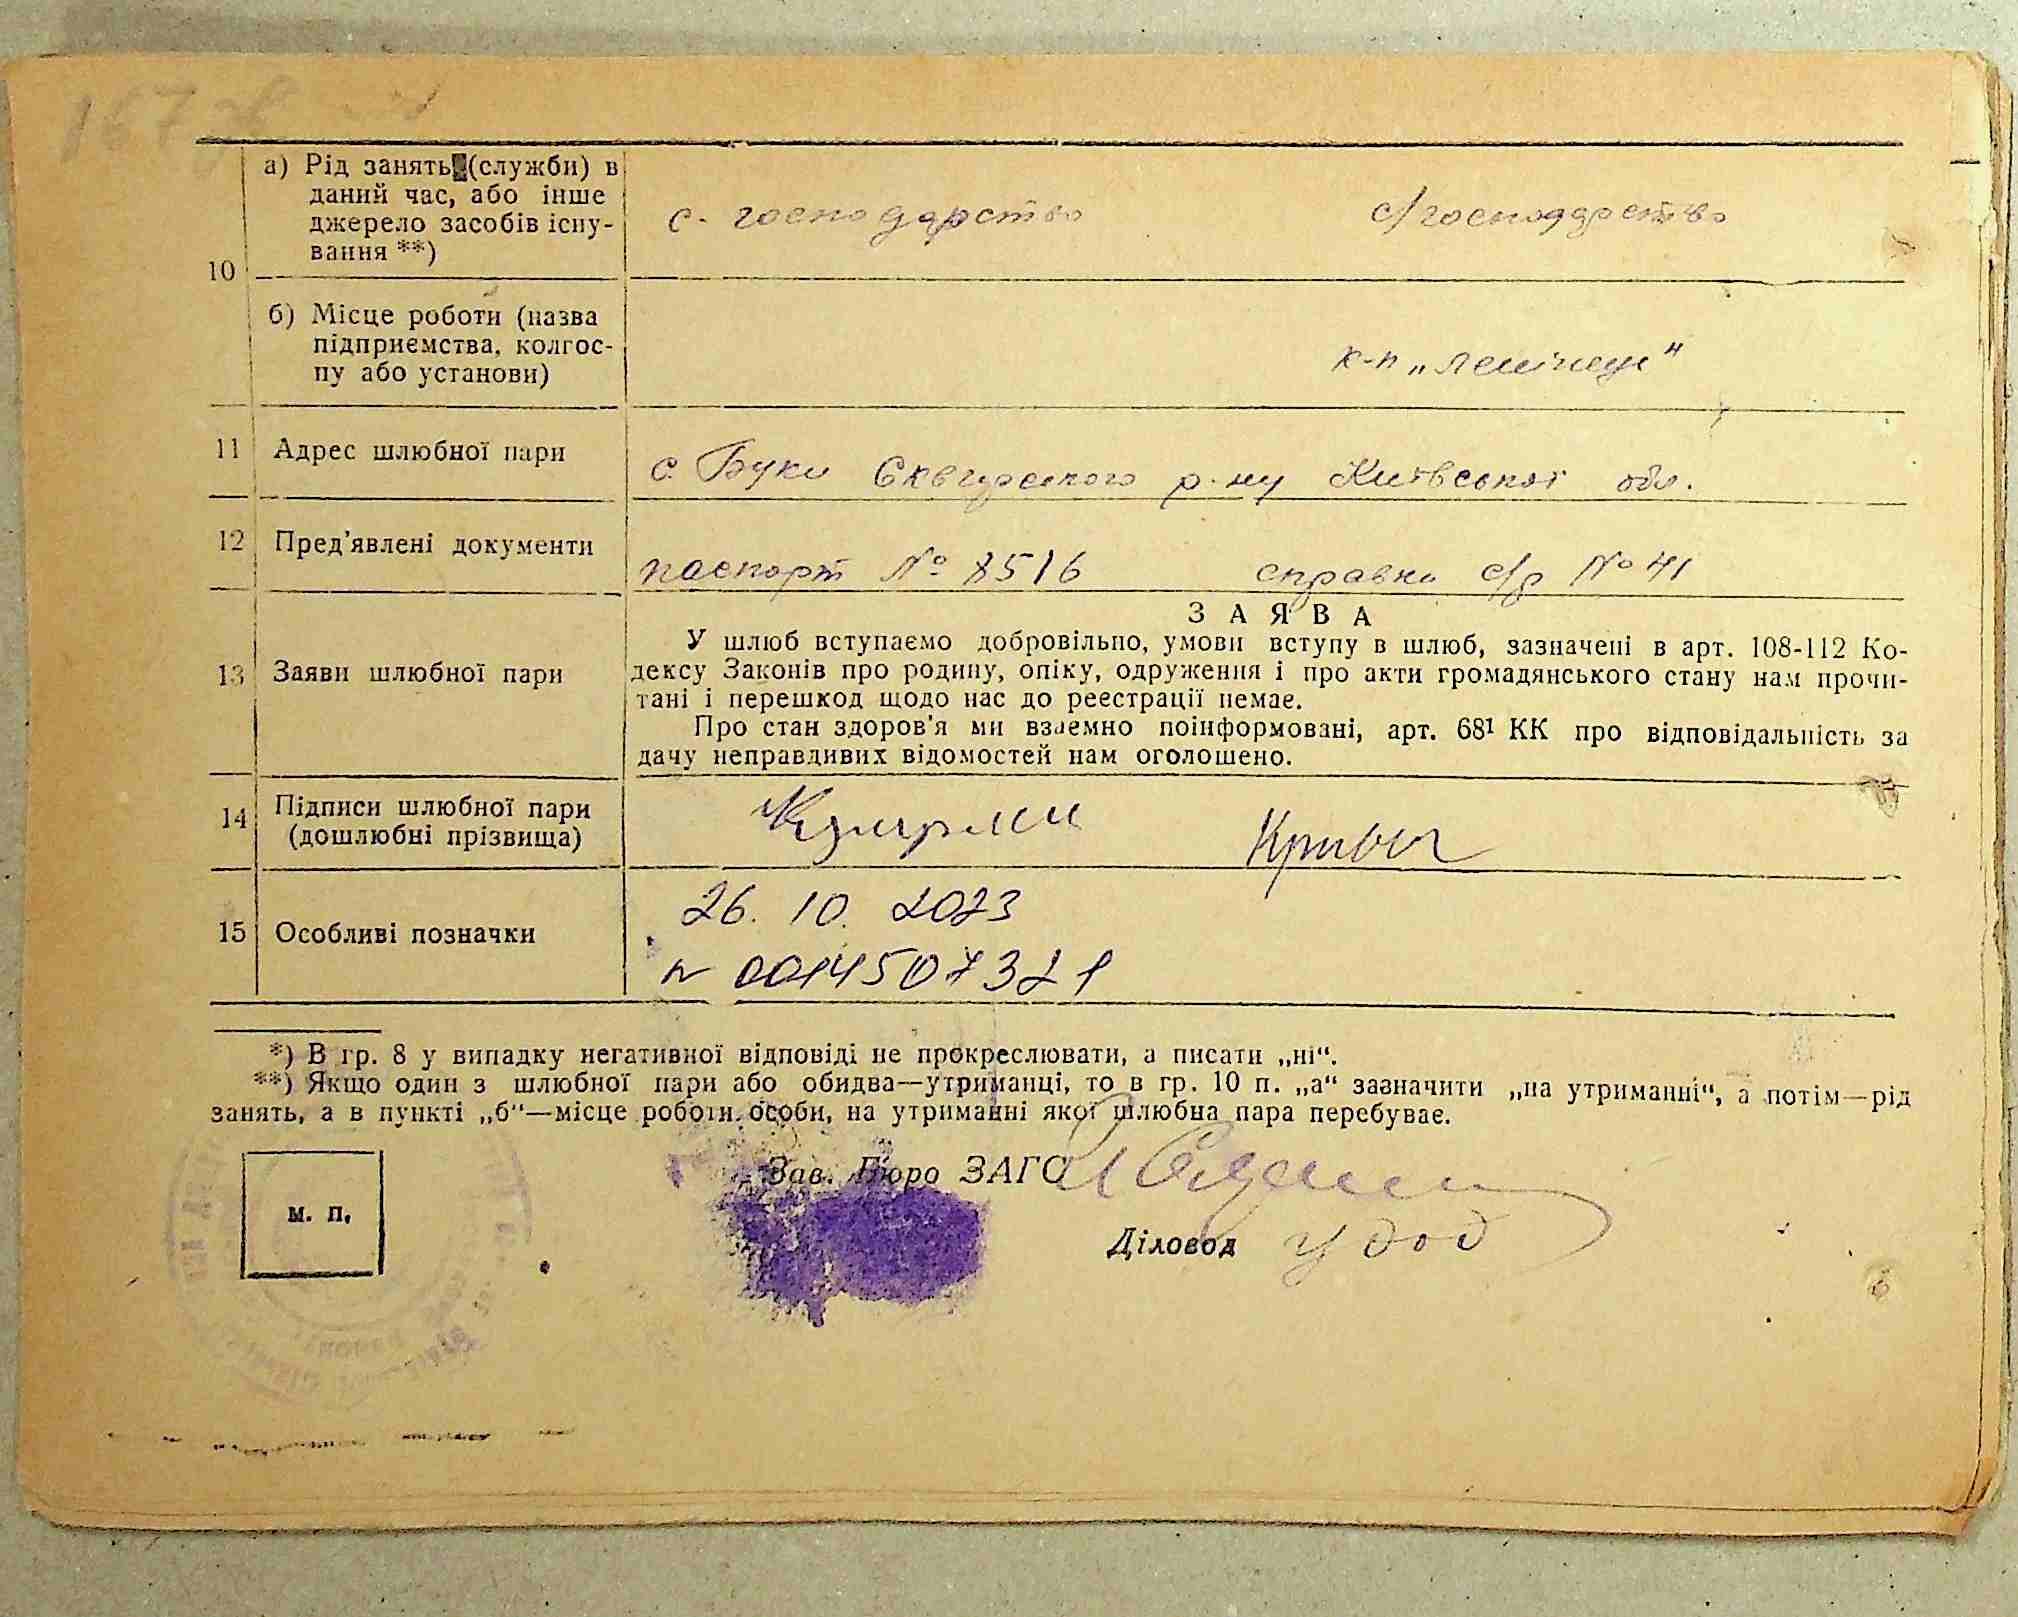 167
а) Рід занять (служби) в
даний час, або інше
джерело засобів існу-
вання **)
с. господарство с/господарство
10
б) Місце роботи (назва
підприємства, колгос-
пу або установи)
к-п „Ленінец"
11 Адрес шлюбної пари
с. Буки Сквирского р-ну Київської обл.
12 Пред'явлені документи
паспорт № 8516 справка с/р № 41
13 Заяви шлюбної пари
ЗАЯВА
У шлюб вступаємо добровільно, умови вступу в шлюб, зазначені в арт. 108-112 Ко-
дексу Законів про родину, опіку, одруження і про акти громадянського стану нам прочи-
тані і перешкод щодо нас до реєстрації немає.
Про стан здоров'я ми взаємно поінформовані, арт. 68¹ КК про відповідальність за
дачу неправдивих відомостей нам оголошено.
14 Підписи шлюбної пари
(дошлюбні прізвища)
15 Особливі позначки
26. 10. 2023
N 0014507321
*) В гр. 8 у випадку негативної відповіді не прокреслювати, а писати „ні“.
**) Якщо один з шлюбної пари або обидва—утриманці, то в гр. 10 п. „а“ зазначити „на утриманні“, а потім—рід
занять, а в пункті „б“—місце роботи особи, на утриманні якої шлюбна пара перебуває.
Зав. Бюро ЗАГС
м. п.
Діловод Удод